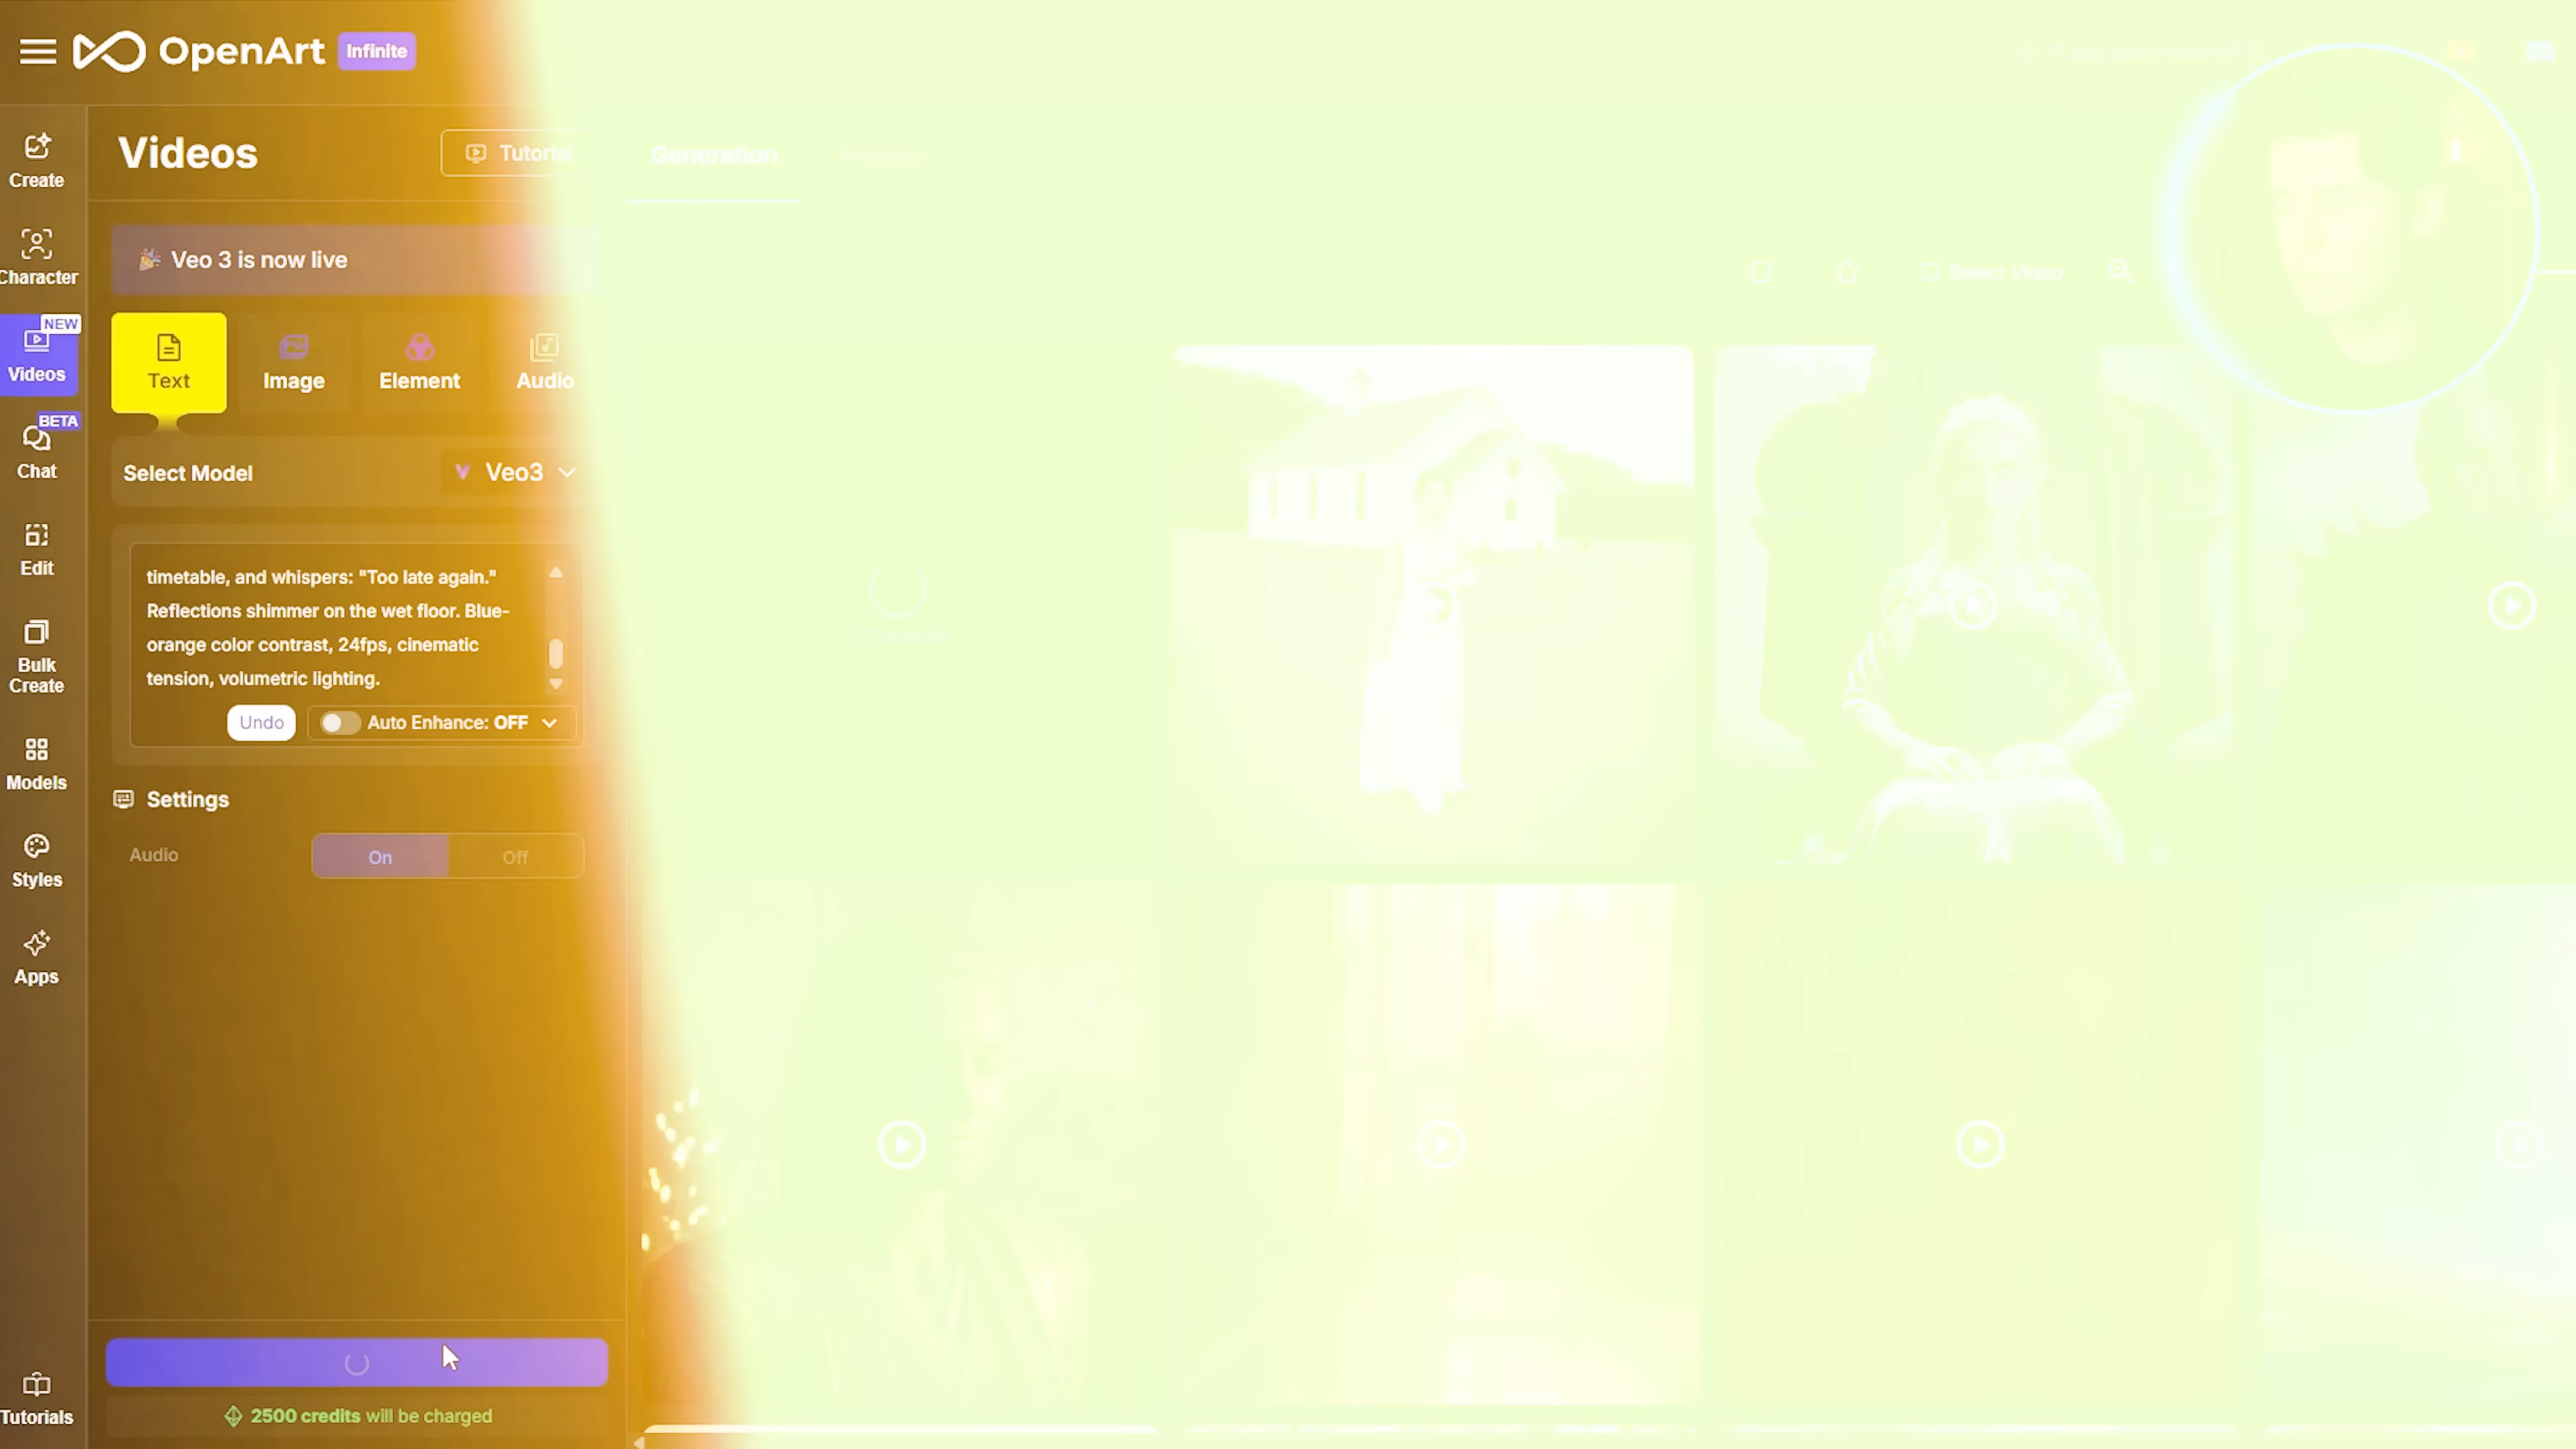 OpenArt Infinite
Create
Character
NEW
Videos
BETA
Chat
Edit
Bulk
Create
Models
Styles
Apps
Tutorials
Videos
Veo 3 is now live
Text
Image
Element
Audio
Select Model
Veo3
timetable, and whispers: "Too late again."
Reflections shimmer on the wet floor. Blue-
orange color contrast, 24fps, cinematic
tension, volumetric lighting.
Undo
Auto Enhance: OFF
Settings
Audio
On
Off
2500 credits will be charged
Generation
Select Video